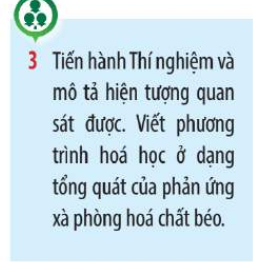 3 Tiến hành Thí nghiệm và
mô tả hiện tượng quan
sát được. Viết phương
trình hoá học ở dạng
tổng quát của phản ứng
xà phòng hoá chất béo.